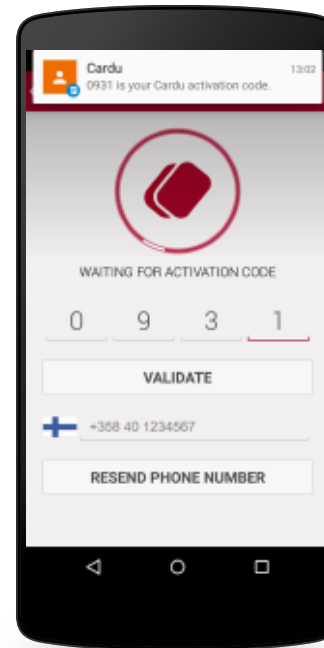 Cardu 13:02
0931 is your Cardu activation code.
WAITING FOR ACTIVATION CODE
0 9 3 1
VALIDATE
+358 40 1234567
RESEND PHONE NUMBER